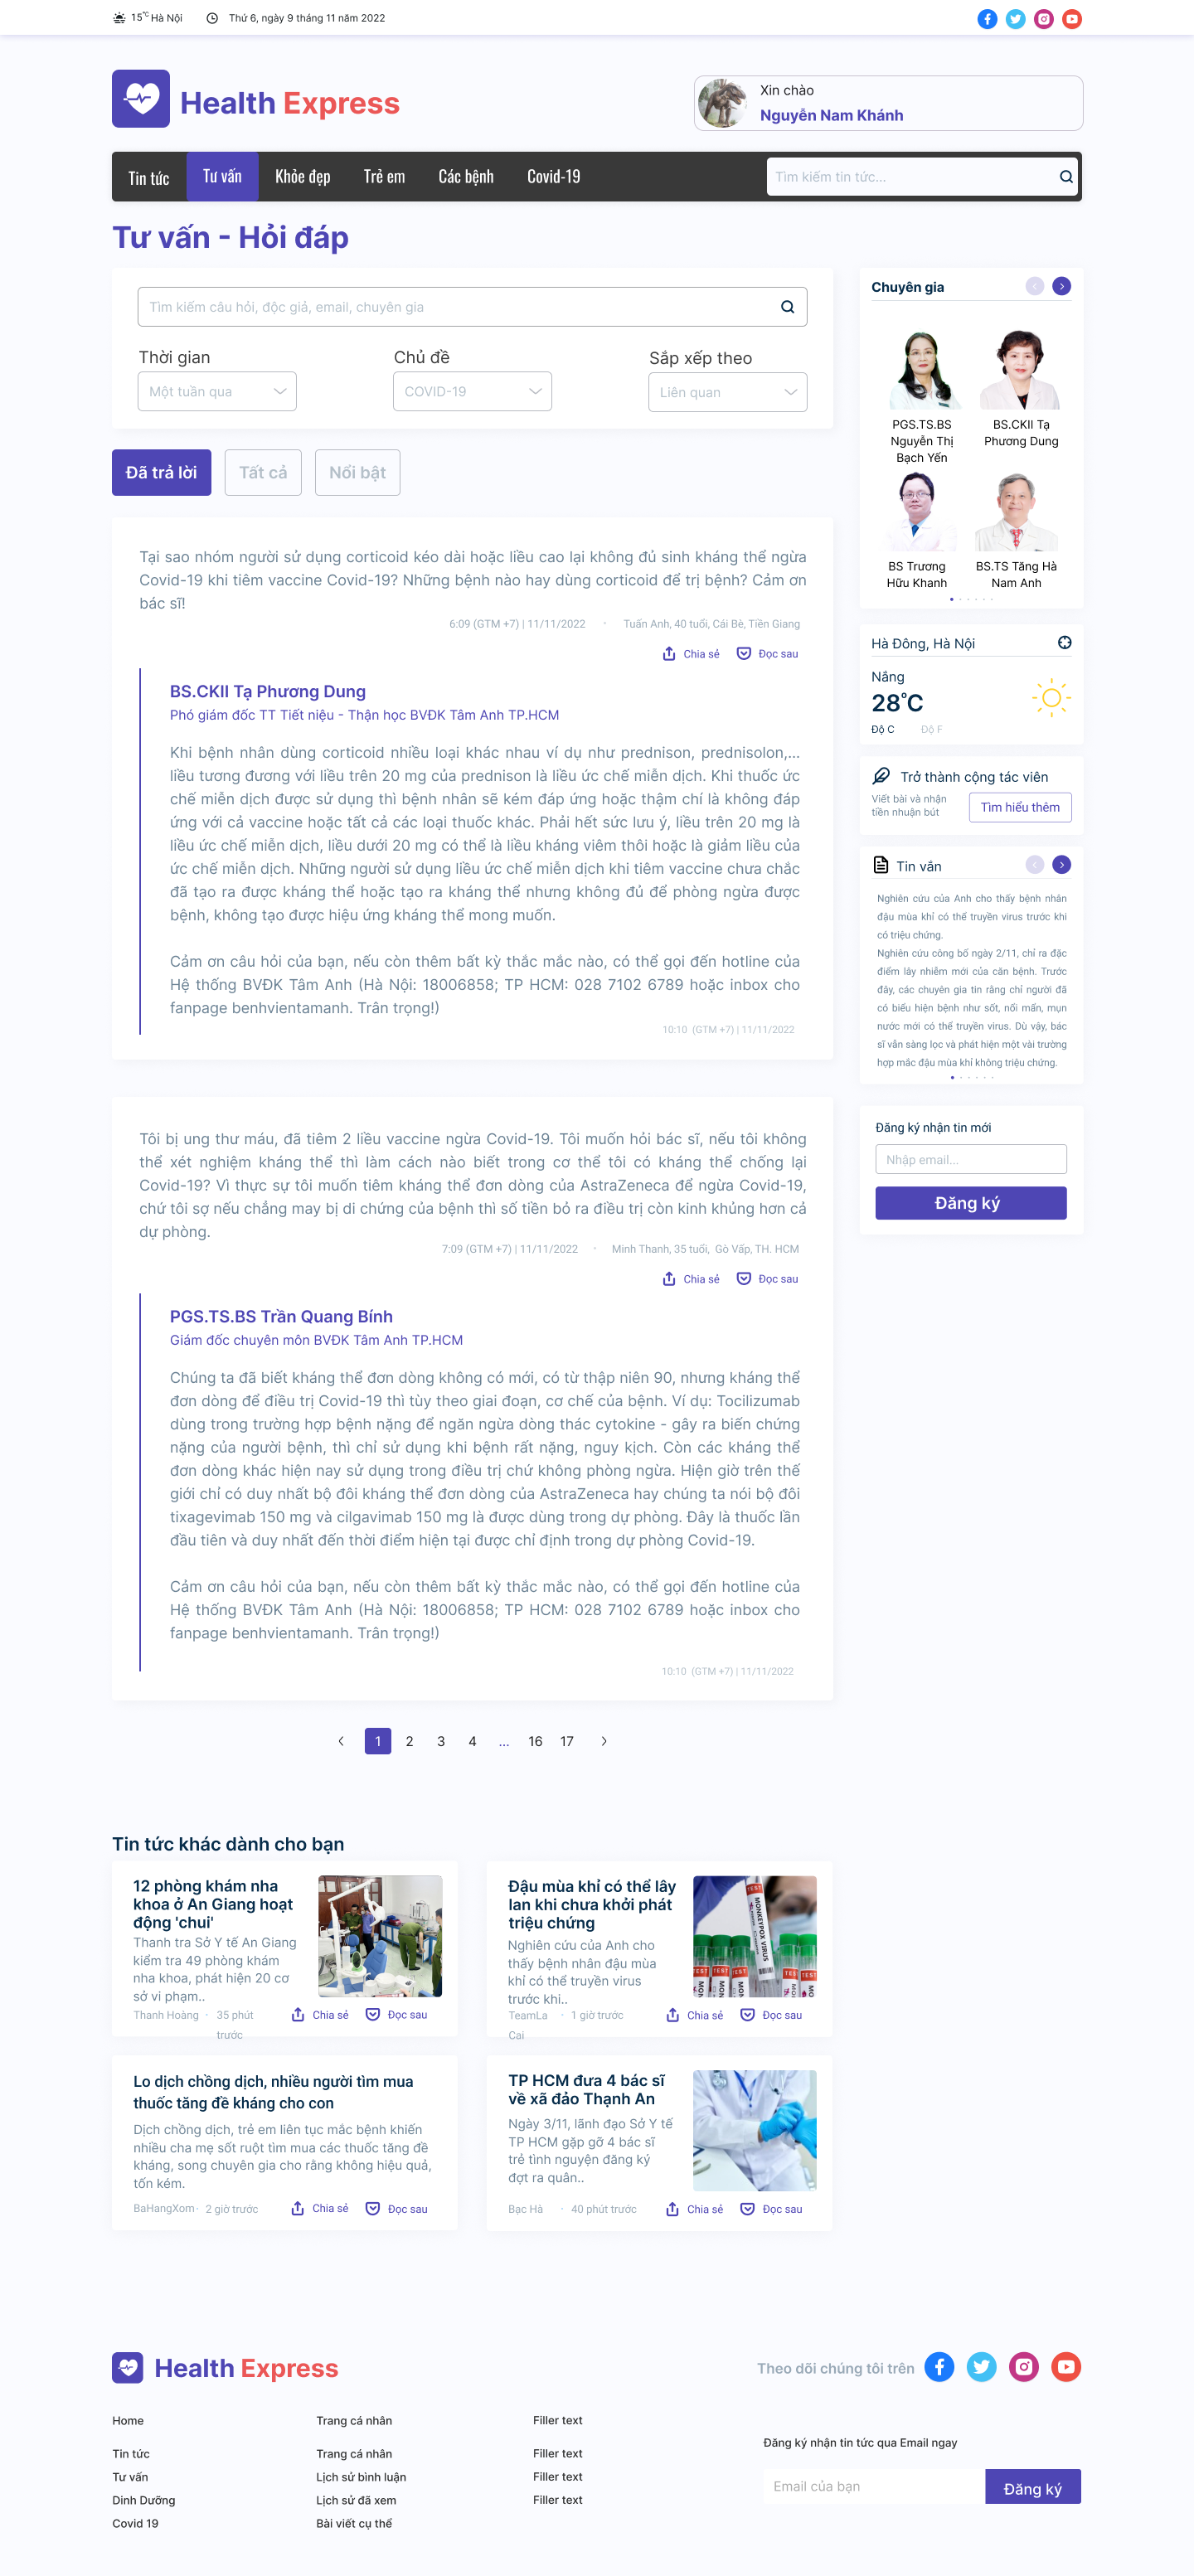 15°C Hà Nội
Thứ 6, ngày 9 tháng 11 năm 2022
Health Express
Xin chào
Nguyễn Nam Khánh
Tin tức
Tư vấn
Khỏe đẹp
Trẻ em
Các bệnh
Covid-19
Tìm kiếm tin tức...
Tư vấn - Hỏi đáp
Tìm kiếm câu hỏi, độc giả, email, chuyên gia
Thời gian
Chủ đề
Sắp xếp theo
Một tuần qua
COVID-19
Liên quan
Đã trả lời
Tất cả
Nổi bật
Tại sao nhóm người sử dụng corticoid kéo dài hoặc liều cao lại không đủ sinh kháng thể ngừa
Covid-19 khi tiêm vaccine Covid-19? Những bệnh nào hay dùng corticoid để trị bệnh? Cảm ơn
bác sĩ!
6:09 (GTM +7) | 11/11/2022 · Tuấn Anh, 40 tuổi, Cái Bè, Tiền Giang
Chia sẻ
Đọc sau
BS.CKII Tạ Phương Dung
Phó giám đốc TT Tiết niệu - Thận học BVĐK Tâm Anh TP.HCM
Khi bệnh nhân dùng corticoid nhiều loại khác nhau ví dụ như prednison, prednisolon,...
liều tương đương với liều trên 20 mg của prednison là liều ức chế miễn dịch. Khi thuốc ức
chế miễn dịch được sử dụng thì bệnh nhân sẽ kém đáp ứng hoặc thậm chí là không đáp
ứng với cả vaccine hoặc tất cả các loại thuốc khác. Phải hết sức lưu ý, liều trên 20 mg là
liều ức chế miễn dịch, liều dưới 20 mg có thể là liều kháng viêm thôi hoặc là giảm liều của
ức chế miễn dịch. Những người sử dụng liều ức chế miễn dịch khi tiêm vaccine chưa chắc
đã tạo ra được kháng thể hoặc tạo ra kháng thể nhưng không đủ để phòng ngừa được
bệnh, không tạo được hiệu ứng kháng thể mong muốn.
Cảm ơn câu hỏi của bạn, nếu còn thêm bất kỳ thắc mắc nào, có thể gọi đến hotline của
Hệ thống BVĐK Tâm Anh (Hà Nội: 18006858; TP HCM: 028 7102 6789 hoặc inbox cho
fanpage benhvientamanh. Trân trọng!)
10:10 (GTM +7) | 11/11/2022
Tôi bị ung thư máu, đã tiêm 2 liều vaccine ngừa Covid-19. Tôi muốn hỏi bác sĩ, nếu tôi không
thể xét nghiệm kháng thể thì làm cách nào biết trong cơ thể tôi có kháng thể chống lại
Covid-19? Vì thực sự tôi muốn tiêm kháng thể đơn dòng của AstraZeneca để ngừa Covid-19,
chứ tôi sợ nếu chẳng may bị di chứng của bệnh thì số tiền bỏ ra điều trị còn kinh khủng hơn cả
dự phòng.
7:09 (GTM +7) | 11/11/2022 · Minh Thanh, 35 tuổi, Gò Vấp, TH. HCM
Chia sẻ
Đọc sau
PGS.TS.BS Trần Quang Bính
Giám đốc chuyên môn BVĐK Tâm Anh TP.HCM
Chúng ta đã biết kháng thể đơn dòng không có mới, có từ thập niên 90, nhưng kháng thể
đơn dòng để điều trị Covid-19 thì tùy theo giai đoạn, cơ chế của bệnh. Ví dụ: Tocilizumab
dùng trong trường hợp bệnh nặng để ngăn ngừa dòng thác cytokine - gây ra biến chứng
nặng của người bệnh, thì chỉ sử dụng khi bệnh rất nặng, nguy kịch. Còn các kháng thể
đơn dòng khác hiện nay sử dụng trong điều trị chứ không phòng ngừa. Hiện giờ trên thế
giới chỉ có duy nhất bộ đôi kháng thể đơn dòng của AstraZeneca hay chúng ta nói bộ đôi
tixagevimab 150 mg và cilgavimab 150 mg là được dùng trong dự phòng. Đây là thuốc lần
đầu tiên và duy nhất đến thời điểm hiện tại được chỉ định trong dự phòng Covid-19.
Cảm ơn câu hỏi của bạn, nếu còn thêm bất kỳ thắc mắc nào, có thể gọi đến hotline của
Hệ thống BVĐK Tâm Anh (Hà Nội: 18006858; TP HCM: 028 7102 6789 hoặc inbox cho
fanpage benhvientamanh. Trân trọng!)
10:10 (GTM +7) | 11/11/2022
1 2 3 4 ... 16 17
Chuyên gia
PGS.TS.BS
Nguyễn Thị
Bạch Yến
BS.CKII Tạ
Phương Dung
BS Trương
Hữu Khanh
BS.TS Tăng Hà
Nam Anh
Hà Đông, Hà Nội
Nắng
28°C
Độ C
Độ F
Trở thành cộng tác viên
Viết bài và nhận
tiền nhuận bút
Tìm hiểu thêm
Tin vắn
Nghiên cứu của Anh cho thấy bệnh nhân
đậu mùa khỉ có thể truyền virus trước khi
có triệu chứng.
Nghiên cứu công bố ngày 2/11, chỉ ra đặc
điểm lây nhiễm mới của căn bệnh. Trước
đây, các chuyên gia tin rằng chỉ người đã
có biểu hiện bệnh như sốt, nổi mẩn, mụn
nước mới có thể truyền virus. Dù vậy, bác
sĩ vẫn sàng lọc và phát hiện một vài trường
hợp mắc đậu mùa khỉ không triệu chứng.
Đăng ký nhận tin mới
Nhập email...
Đăng ký
Tin tức khác dành cho bạn
12 phòng khám nha
khoa ở An Giang hoạt
động 'chui'
Thanh tra Sở Y tế An Giang
kiểm tra 49 phòng khám
nha khoa, phát hiện 20 cơ
sở vi phạm..
Thanh Hoàng · 35 phút
trước
Chia sẻ
Đọc sau
Đậu mùa khỉ có thể lây
lan khi chưa khởi phát
triệu chứng
Nghiên cứu của Anh cho
thấy bệnh nhân đậu mùa
khỉ có thể truyền virus
trước khi..
TeamLa
Cai
· 1 giờ trước
Chia sẻ
Đọc sau
MONKEYPOX VIRUS
TEST
TEST
TEST
TEST
Lo dịch chồng dịch, nhiều người tìm mua
thuốc tăng đề kháng cho con
Dịch chồng dịch, trẻ em liên tục mắc bệnh khiến
nhiều cha mẹ sốt ruột tìm mua các thuốc tăng đề
kháng, song chuyên gia cho rằng không hiệu quả,
tốn kém.
BaHangXom · 2 giờ trước
Chia sẻ
Đọc sau
TP HCM đưa 4 bác sĩ
về xã đảo Thạnh An
Ngày 3/11, lãnh đạo Sở Y tế
TP HCM gặp gỡ 4 bác sĩ
trẻ tình nguyện đăng ký
đợt ra quân..
Bạc Hà · 40 phút trước
Chia sẻ
Đọc sau
Health Express
Theo dõi chúng tôi trên
Home
Tin tức
Tư vấn
Dinh Dưỡng
Covid 19
Trang cá nhân
Trang cá nhân
Lịch sử bình luận
Lịch sử đã xem
Bài viết cụ thể
Filler text
Filler text
Filler text
Filler text
Đăng ký nhận tin tức qua Email ngay
Email của bạn
Đăng ký